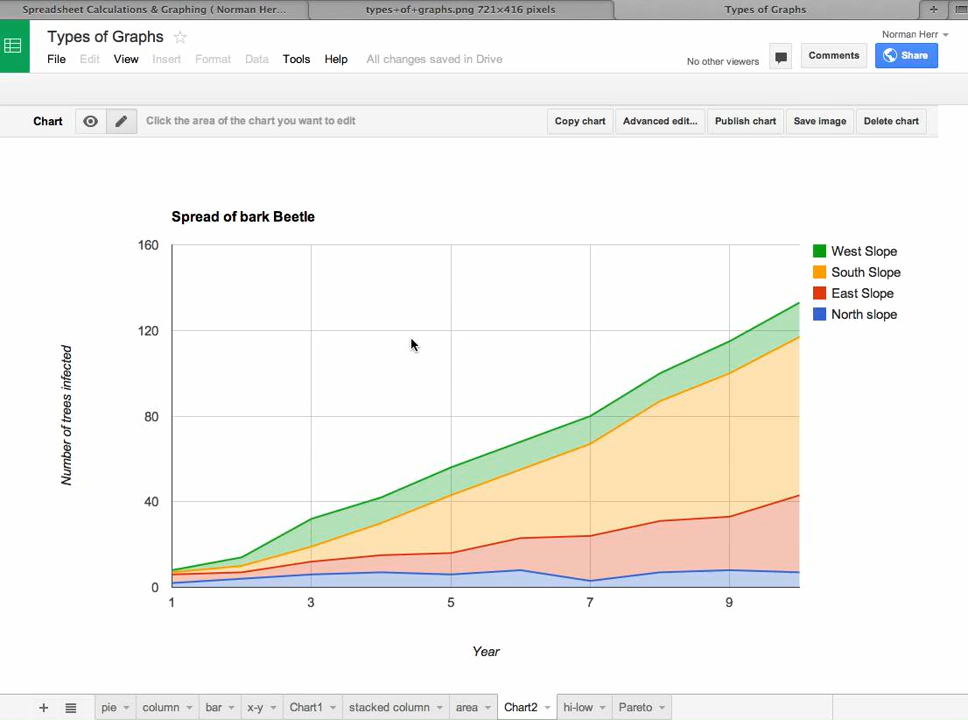 Spreadsheet Calculations & Graphing ( Norman Her...
types+of+graphs.png 721×416 pixels
Types of Graphs
Types of Graphs
Norman Herr
File Edit View Insert Format Data Tools Help All changes saved in Drive
No other viewers
Comments
Share
Chart
Click the area of the chart you want to edit
Copy chart
Advanced edit...
Publish chart
Save image
Delete chart
Spread of bark Beetle
160
120
80
40
0
Number of trees infected
West Slope
South Slope
East Slope
North slope
1 3 5 7 9
Year
+ pie column bar x-y Chart1 stacked column area Chart2 hi-low Pareto